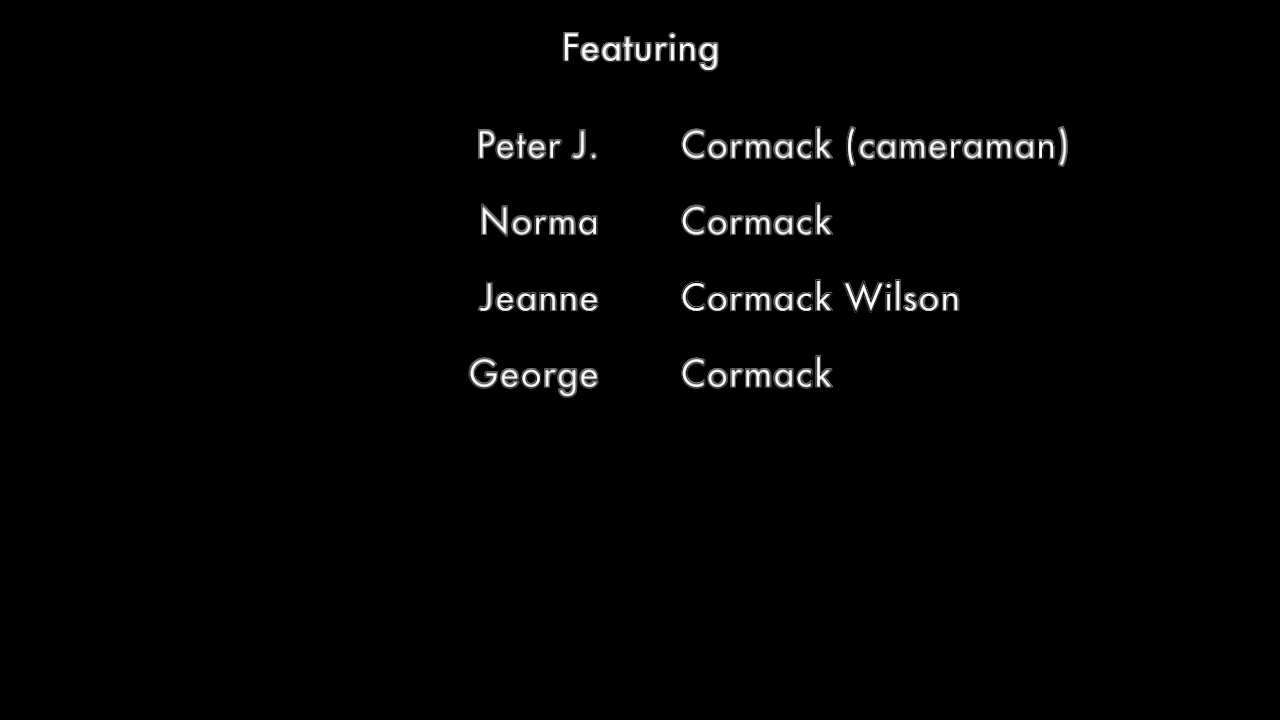 Featuring
Peter J. Cormack (cameraman)
Norma Cormack
Jeanne Cormack Wilson
George Cormack